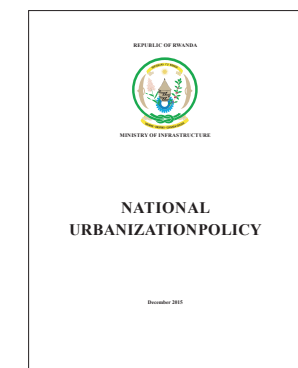 REPUBLIC OF RWANDA
MINISTRY OF INFRASTRUCTURE
NATIONAL
URBANIZATIONPOLICY
December 2015